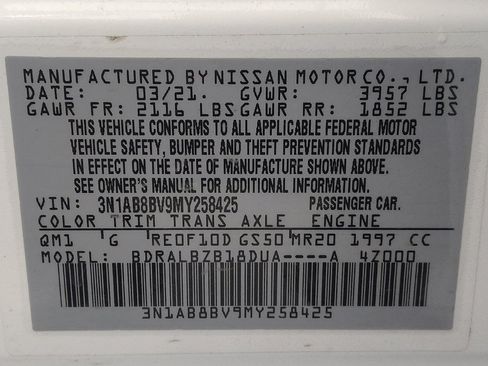 MANUFACTURED BY NISSAN MOTOR CO., LTD.
DATE: 03/21. GVWR: 3957 LBS
GAWR FR: 2116 LBS GAWR RR: 1852 LBS
THIS VEHICLE CONFORMS TO ALL APPLICABLE FEDERAL MOTOR
VEHICLE SAFETY, BUMPER AND THEFT PREVENTION STANDARDS
IN EFFECT ON THE DATE OF MANUFACTURE SHOWN ABOVE.
SEE OWNER'S MANUAL FOR ADDITIONAL INFORMATION.
VIN: 3N1AB8BV9MY258425 PASSENGER CAR.
COLOR TRIM TRANS AXLE ENGINE
QM1 G RE0F10D GS50 MR20 1997 CC
MODEL: BDRALBZB18DUA----A 4Z000
3N1AB8BV9MY258425